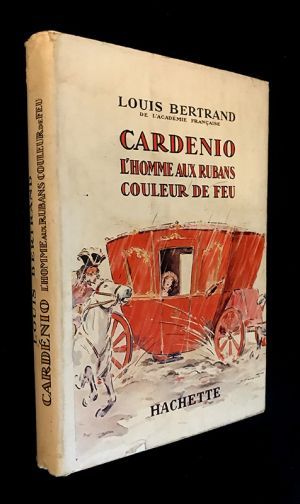 LOUIS BERTRAND
DE L'ACADÉMIE FRANÇAISE
CARDENIO
L'HOMME AUX RUBANS
COULEUR DE FEU
HACHETTE
LOUIS BERTRAND
CARDÉNIO L'HOMME AUX RUBANS COULEUR DE FEU